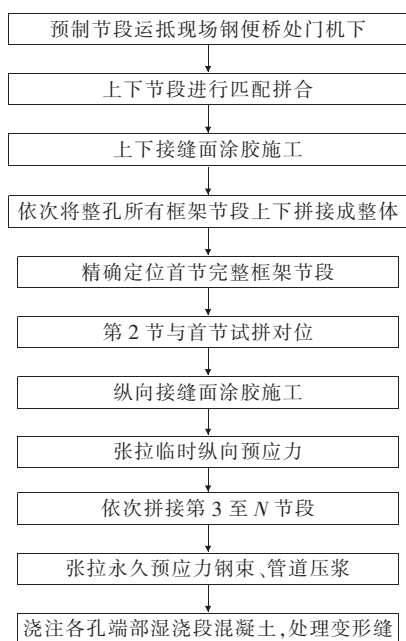 预制节段运抵现场钢便桥处门机下
上下节段进行匹配拼合
上下接缝面涂胶施工
依次将整孔所有框架节段上下拼接成整体
精确定位首节完整框架节段
第2节与首节试拼对位
纵向接缝面涂胶施工
张拉临时纵向预应力
依次拼接第3至N节段
张拉永久预应力钢束、管道压浆
浇注各孔端部湿浇段混凝土,处理变形缝